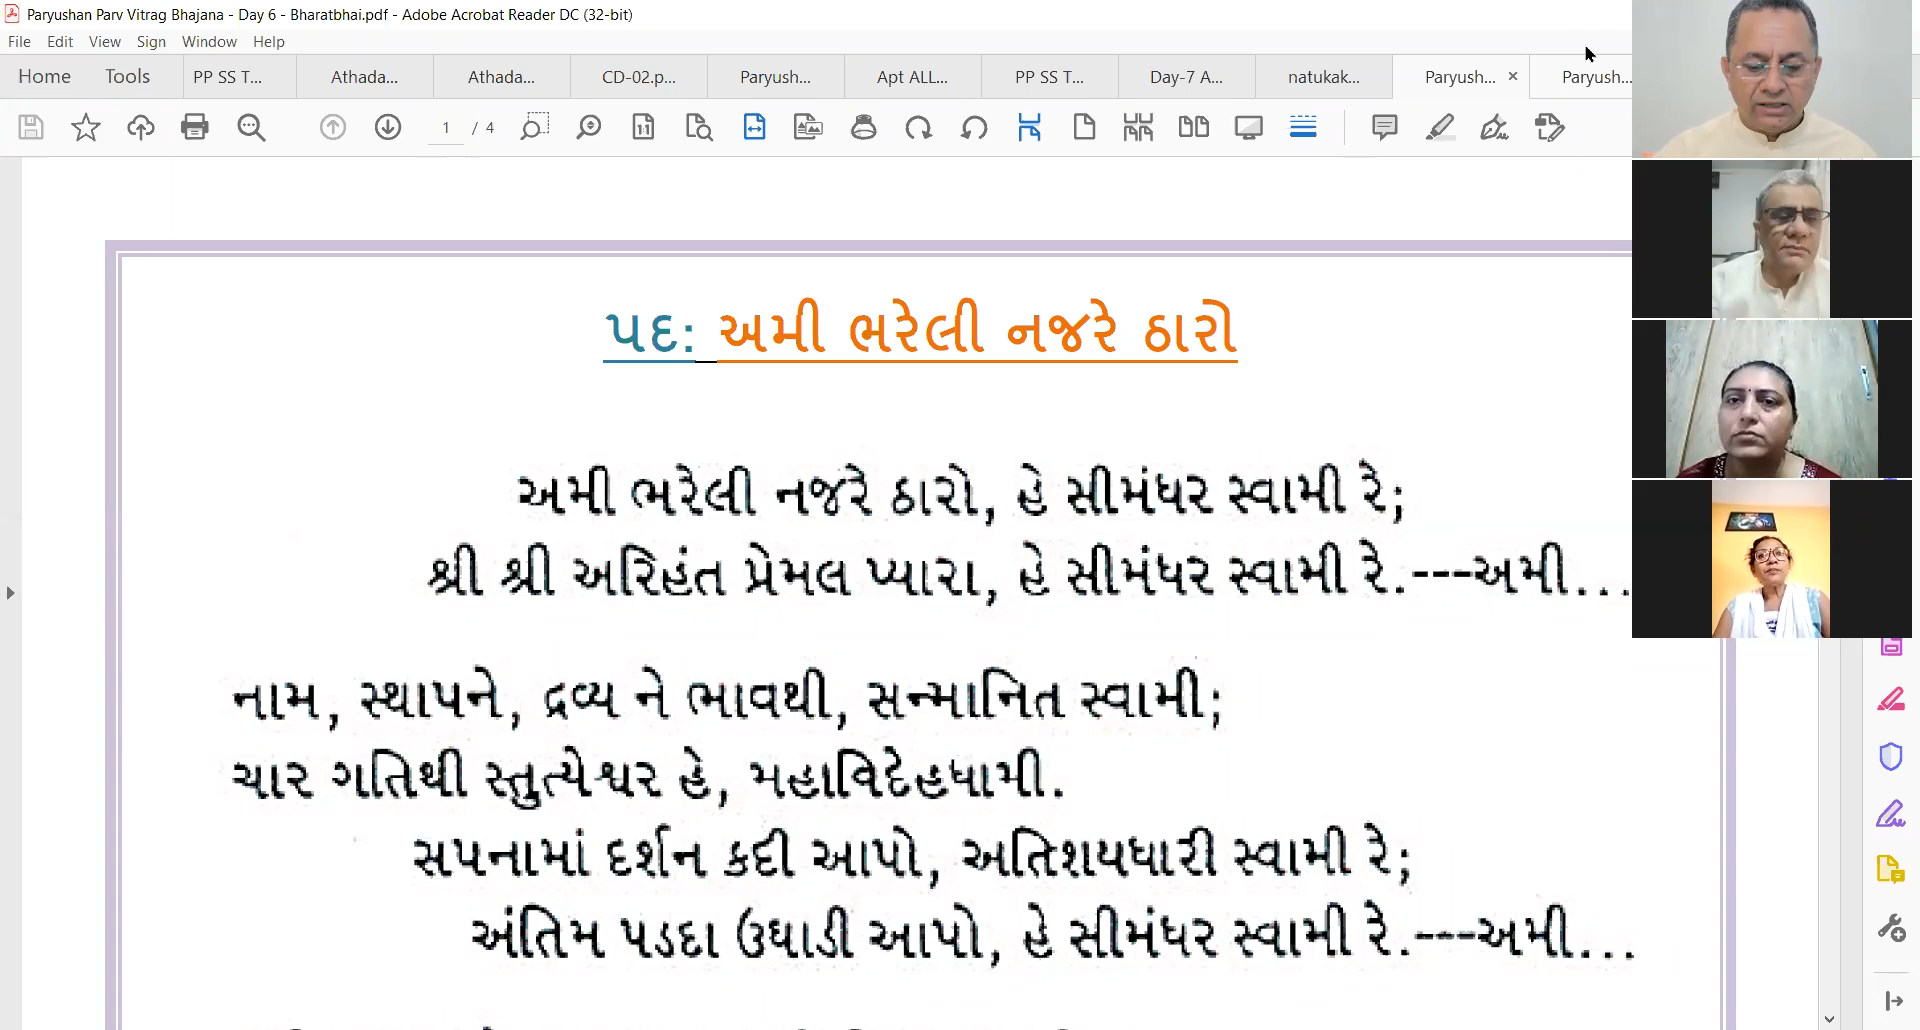 Paryushan Parv Vitrag Bhajana - Day 6 - Bharatbhai.pdf - Adobe Acrobat Reader DC (32-bit)
File Edit View Sign Window Help
Home Tools PP SS T... Athada... Athada... CD-02.p... Paryush... Apt ALL... PP SS T... Day-7 A... natukak... Paryush... × Paryush...
1 / 4
પદ: અમી ભરેલી નજરે ઠારો
અમી ભરેલી નજરે ઠારો, હે સીમંધર સ્વામી રે;
શ્રી શ્રી અરિહંત પ્રેમલ પ્યારા, હે સીમંધર સ્વામી રે.---અમી...
નામ, સ્થાપને, દ્રવ્ય ને ભાવથી, સન્માનિત સ્વામી;
ચાર ગતિથી સ્તુત્યેશ્વર હે, મહાવિદેહધામી.
સપનામાં દર્શન કદી આપો, અતિશયધારી સ્વામી રે;
અંતિમ પડદા ઉઘાડી આપો, હે સીમંધર સ્વામી રે.---અમી...